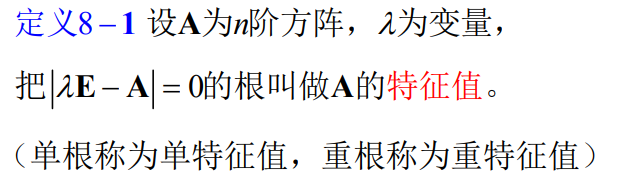 定义8-1 设A为n阶方阵，λ为变量，
把|λE-A|=0的根叫做A的特征值。
（单根称为单特征值，重根称为重特征值）